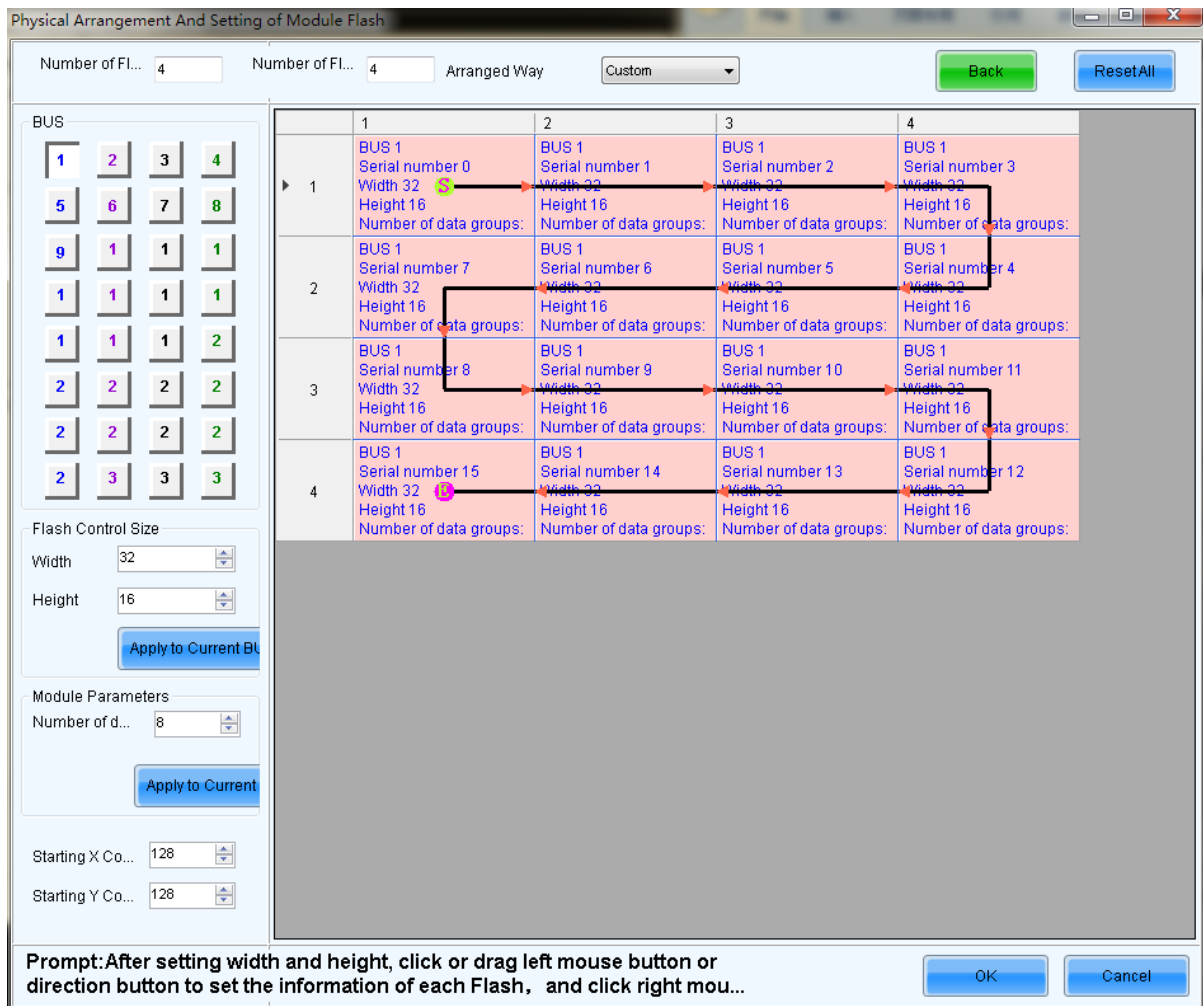 Physical Arrangement And Setting of Module Flash
Number of Fl... 4 Number of Fl... 4 Arranged Way Custom Back ResetAll
BUS
1 2 3 4
5 6 7 8
9 1 1 1
1 1 1 1
1 1 1 2
2 2 2 2
2 2 2 2
2 3 3 3
Flash Control Size
Width 32
Height 16
Apply to Current BU
Module Parameters
Number of d... 8
Apply to Current
Starting X Co... 128
Starting Y Co... 128
1 2 3 4
1
BUS 1 BUS 1 BUS 1 BUS 1
Serial number 0 Serial number 1 Serial number 2 Serial number 3
Width 32 S Width 32 Width 32 Width 32
Height 16 Height 16 Height 16 Height 16
Number of data groups: Number of data groups: Number of data groups: Number of data groups:
2
BUS 1 BUS 1 BUS 1 BUS 1
Serial number 7 Serial number 6 Serial number 5 Serial number 4
Width 32 Width 32 Width 32 Width 32
Height 16 Height 16 Height 16 Height 16
Number of data groups: Number of data groups: Number of data groups: Number of data groups:
3
BUS 1 BUS 1 BUS 1 BUS 1
Serial number 8 Serial number 9 Serial number 10 Serial number 11
Width 32 Width 32 Width 32 Width 32
Height 16 Height 16 Height 16 Height 16
Number of data groups: Number of data groups: Number of data groups: Number of data groups:
4
BUS 1 BUS 1 BUS 1 BUS 1
Serial number 15 Serial number 14 Serial number 13 Serial number 12
Width 32 E Width 32 Width 32 Width 32
Height 16 Height 16 Height 16 Height 16
Number of data groups: Number of data groups: Number of data groups: Number of data groups:
Prompt:After setting width and height, click or drag left mouse button or
direction button to set the information of each Flash, and click right mou...
OK Cancel